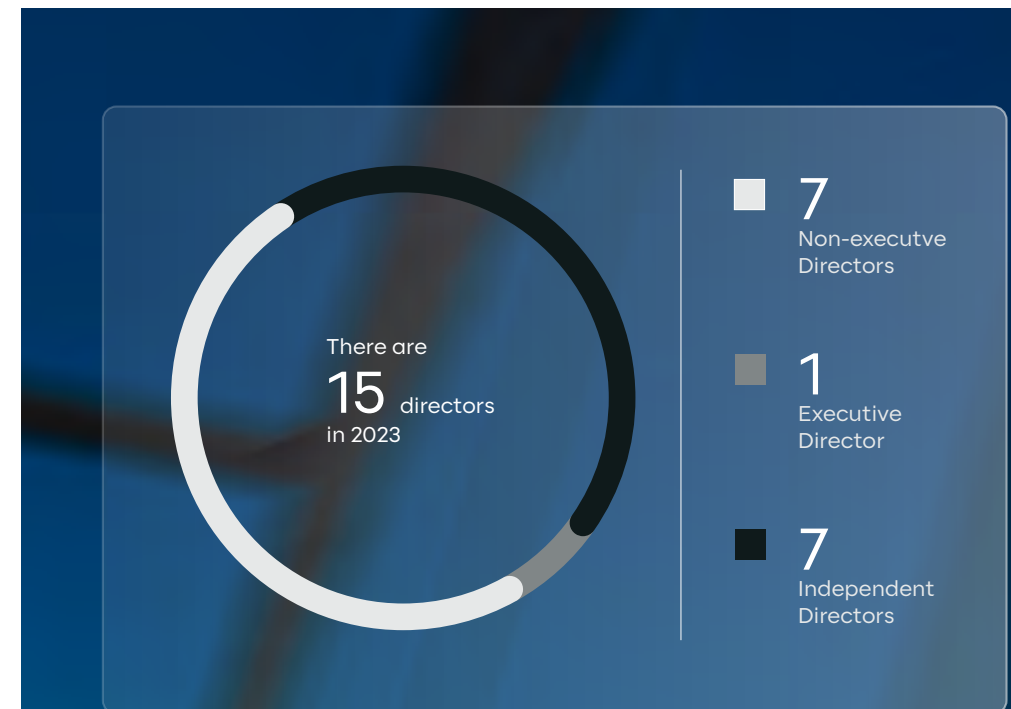 There are
15 directors
in 2023
7
Non-executve
Directors
1
Executive
Director
7
Independent
Directors